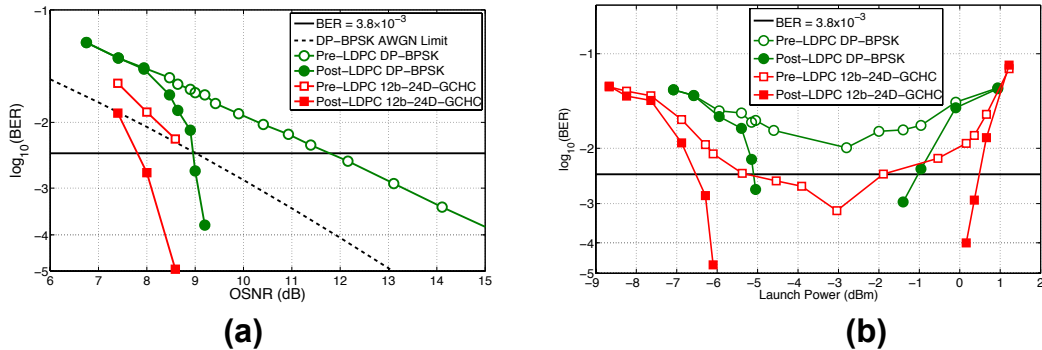 (a)
BER = 3.8×10⁻³
DP−BPSK AWGN Limit
Pre−LDPC DP−BPSK
Post−LDPC DP−BPSK
Pre−LDPC 12b−24D−GCHC
Post−LDPC 12b−24D−GCHC
log₁₀(BER)
−1
−2
−3
−4
−5
6 7 8 9 10 11 12 13 14 15
OSNR (dB)
(a)
(b)
BER = 3.8×10⁻³
Pre−LDPC DP−BPSK
Post−LDPC DP−BPSK
Pre−LDPC 12b−24D−GCHC
Post−LDPC 12b−24D−GCHC
log₁₀(BER)
−1
−2
−3
−4
−5
−9 −8 −7 −6 −5 −4 −3 −2 −1 0 1 2
Launch Power (dBm)
(b)